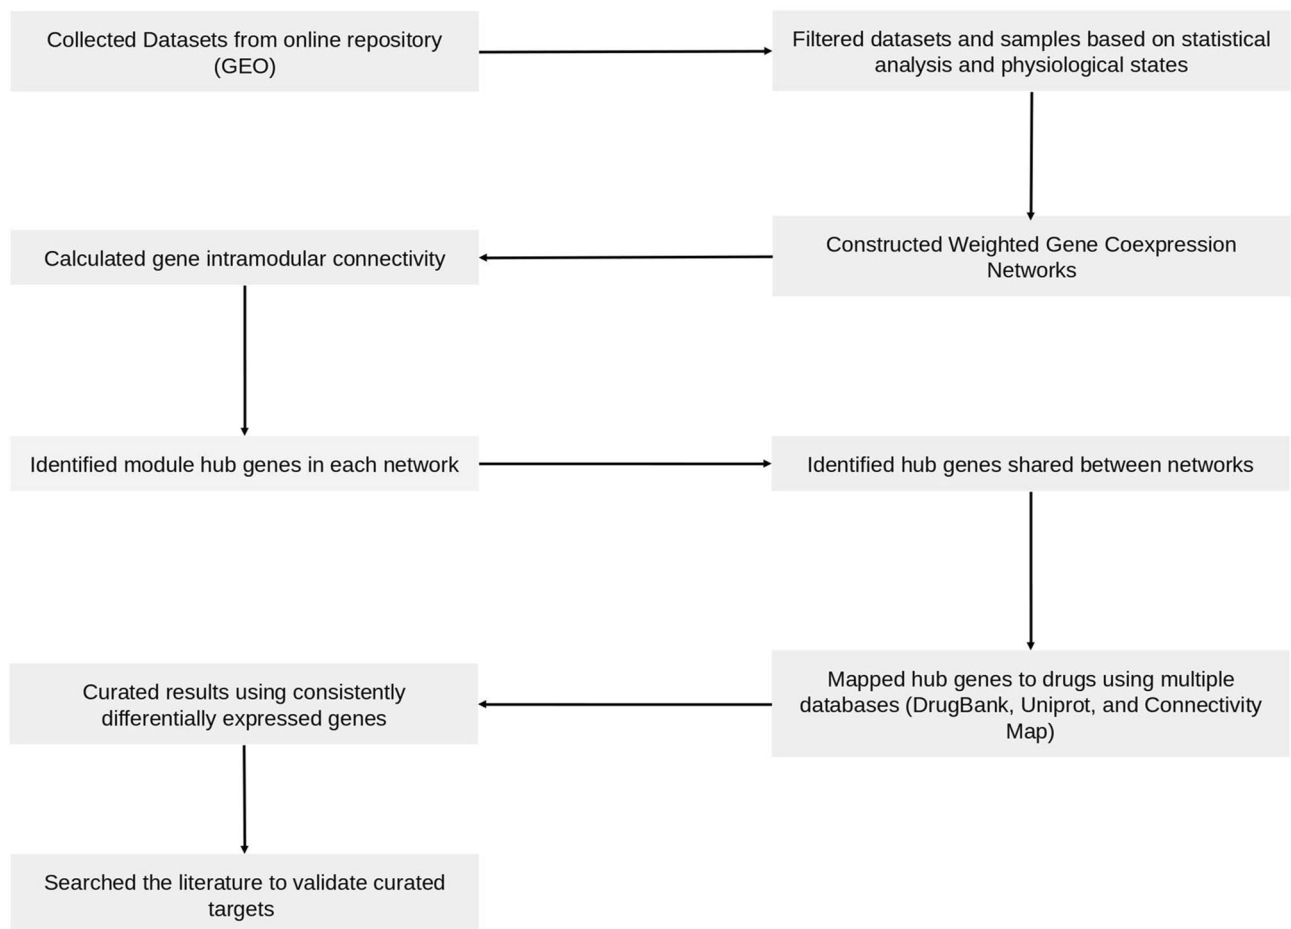 Collected Datasets from online repository
(GEO)
Filtered datasets and samples based on statistical
analysis and physiological states
Constructed Weighted Gene Coexpression
Networks
Calculated gene intramodular connectivity
Identified module hub genes in each network
Identified hub genes shared between networks
Mapped hub genes to drugs using multiple
databases (DrugBank, Uniprot, and Connectivity
Map)
Curated results using consistently
differentially expressed genes
Searched the literature to validate curated
targets